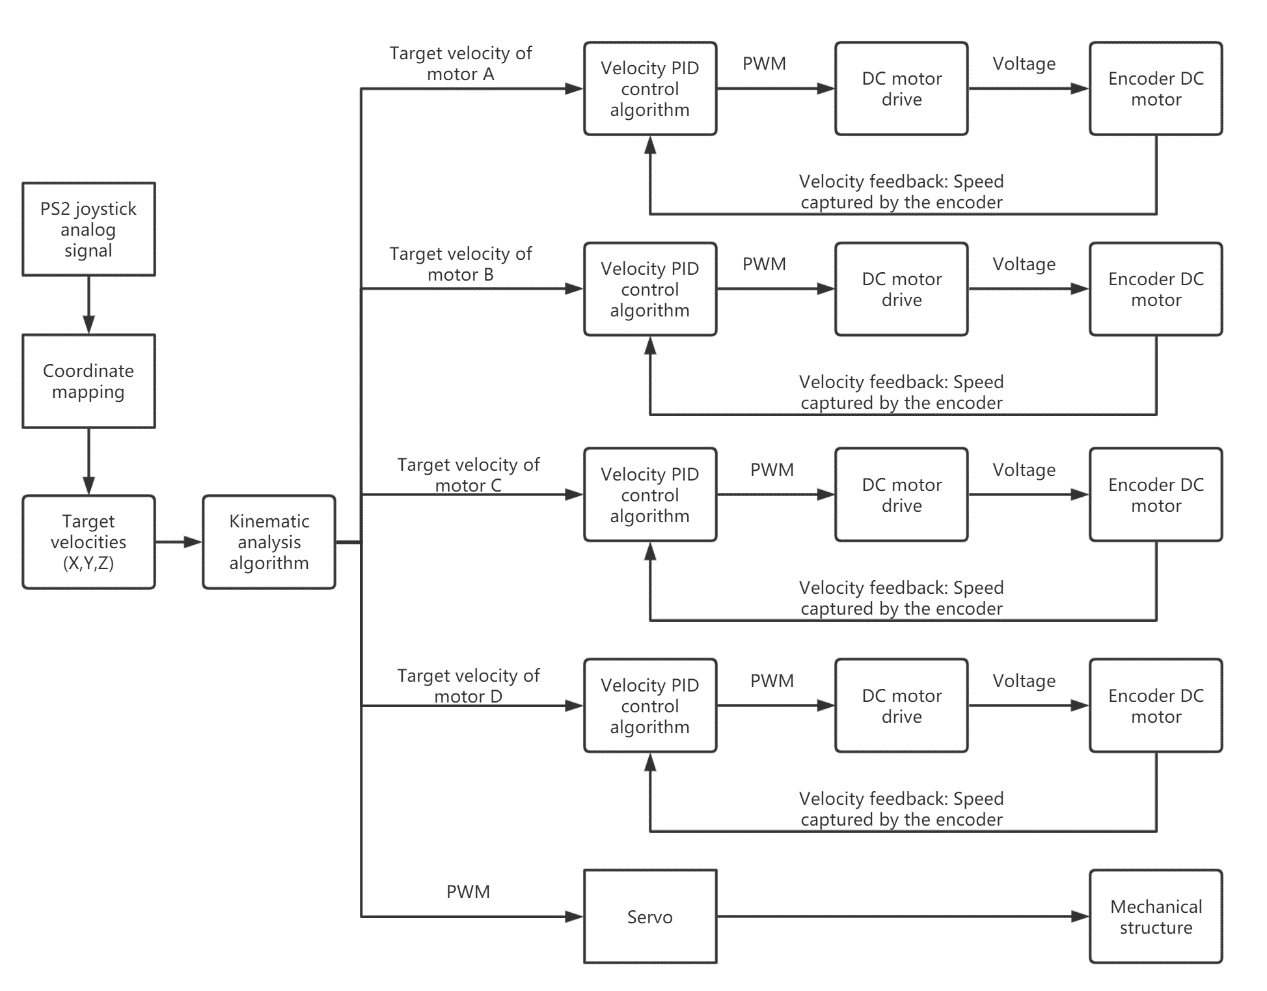 Target velocity of
motor A
Velocity PID
control
algorithm
PWM
DC motor
drive
Voltage
Encoder DC
motor
Velocity feedback: Speed
captured by the encoder
PS2 joystick
analog
signal
Target velocity of
motor B
Velocity PID
control
algorithm
PWM
DC motor
drive
Voltage
Encoder DC
motor
Velocity feedback: Speed
captured by the encoder
Coordinate
mapping
Target velocity of
motor C
Velocity PID
control
algorithm
PWM
DC motor
drive
Voltage
Encoder DC
motor
Velocity feedback: Speed
captured by the encoder
Target
velocities
(X,Y,Z)
Kinematic
analysis
algorithm
Target velocity of
motor D
Velocity PID
control
algorithm
PWM
DC motor
drive
Voltage
Encoder DC
motor
Velocity feedback: Speed
captured by the encoder
PWM
Servo
Mechanical
structure